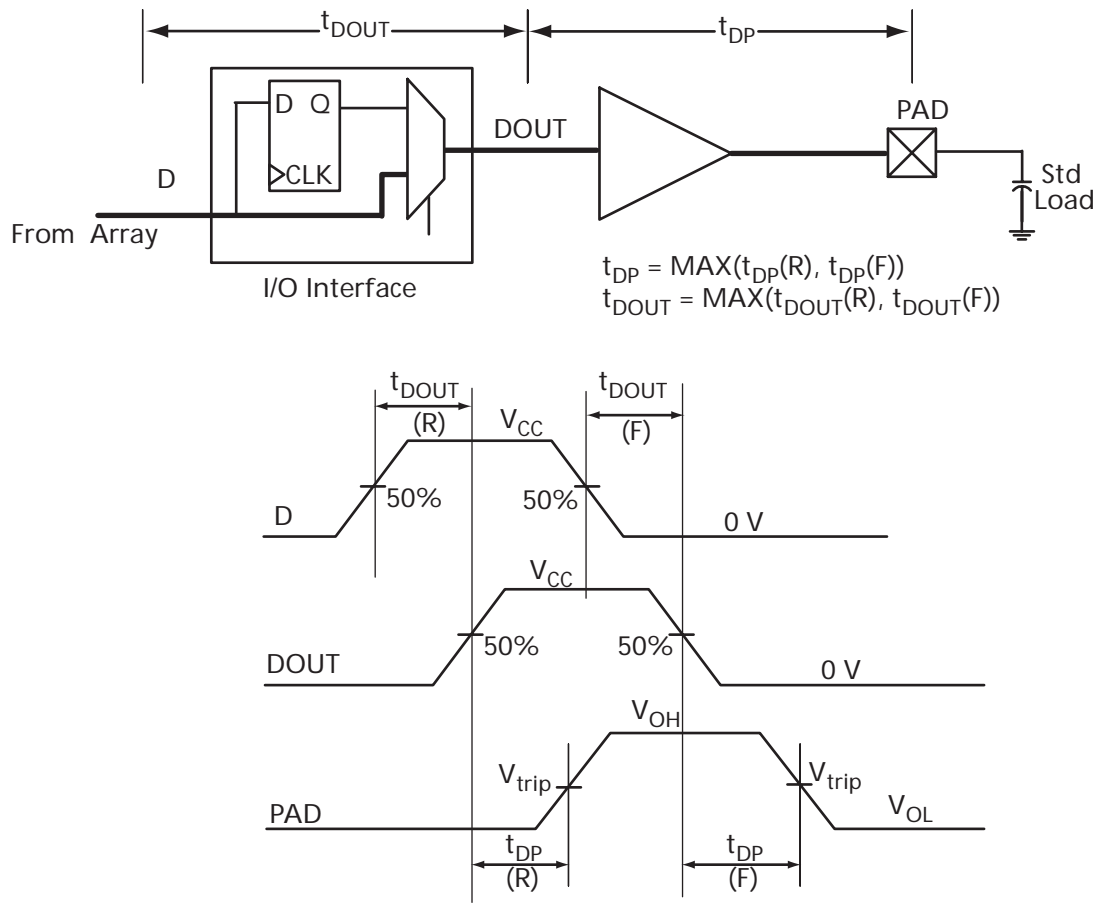 tDOUT
tDP
D Q
CLK
D
From Array
I/O Interface
DOUT
PAD
Std
Load
tDP = MAX(tDP(R), tDP(F))
tDOUT = MAX(tDOUT(R), tDOUT(F))
tDOUT
(R)
tDOUT
(F)
VCC
50%
50%
D
0 V
VCC
50%
50%
DOUT
0 V
VOH
Vtrip
Vtrip
PAD
VOL
tDP
(R)
tDP
(F)